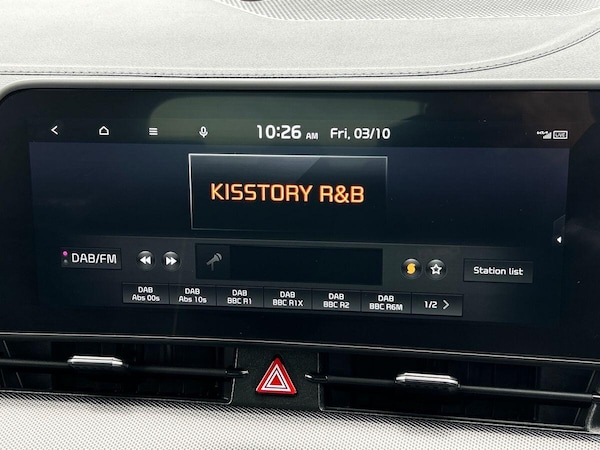 10:26 AM Fri, 03/10
LIVE
KISSTORY R&B
DAB/FM
Station list
DAB Abs 00s
DAB Abs 10s
DAB BBC R1
DAB BBC R1X
DAB BBC R2
DAB BBC R6M
1/2